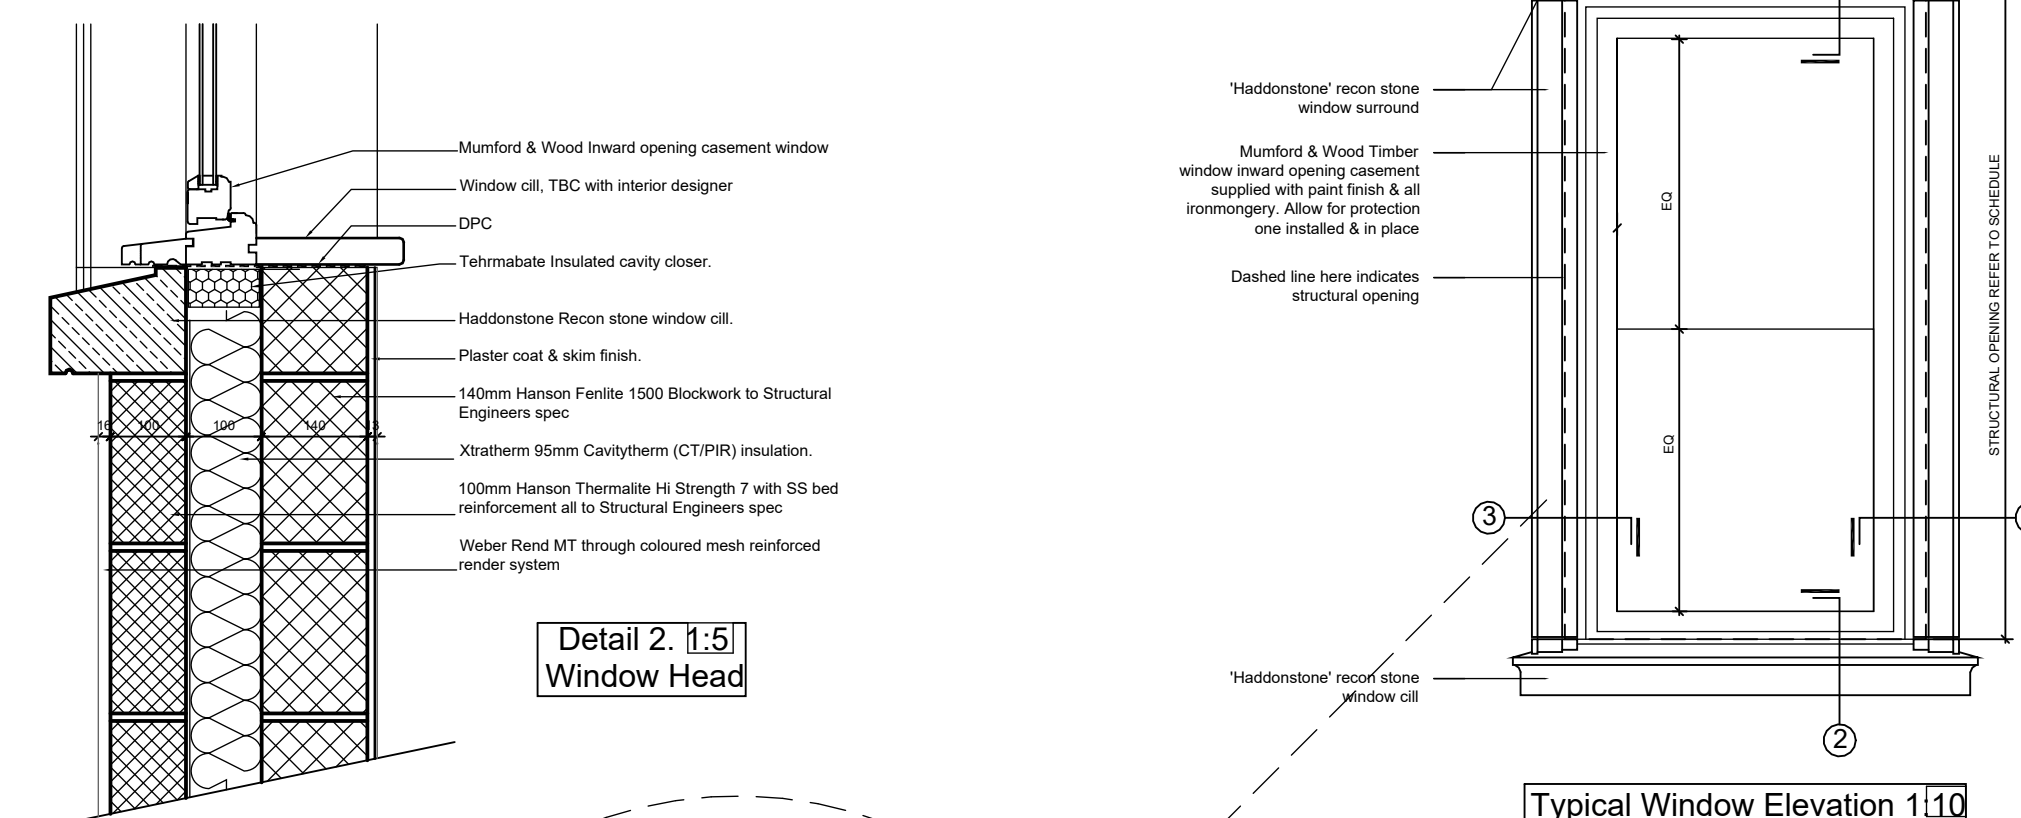 Mumford & Wood Inward opening casement window
Window cill, TBC with interior designer
DPC
Tehrmabate Insulated cavity closer.
Haddonstone Recon stone window cill.
Plaster coat & skim finish.
140mm Hanson Fenlite 1500 Blockwork to Structural
Engineers spec
16 100 100 140 13
Xtratherm 95mm Cavitytherm (CT/PIR) insulation.
100mm Hanson Thermalite Hi Strength 7 with SS bed
reinforcement all to Structural Engineers spec
Weber Rend MT through coloured mesh reinforced
render system
Detail 2. 1:5
Window Head
'Haddonstone' recon stone
window surround
Mumford & Wood Timber
window inward opening casement
supplied with paint finish & all
ironmongery. Allow for protection
one installed & in place
Dashed line here indicates
structural opening
EQ
EQ
STRUCTURAL OPENING REFER TO SCHEDULE
3
'Haddonstone' recon stone
window cill
2
Typical Window Elevation 1:10